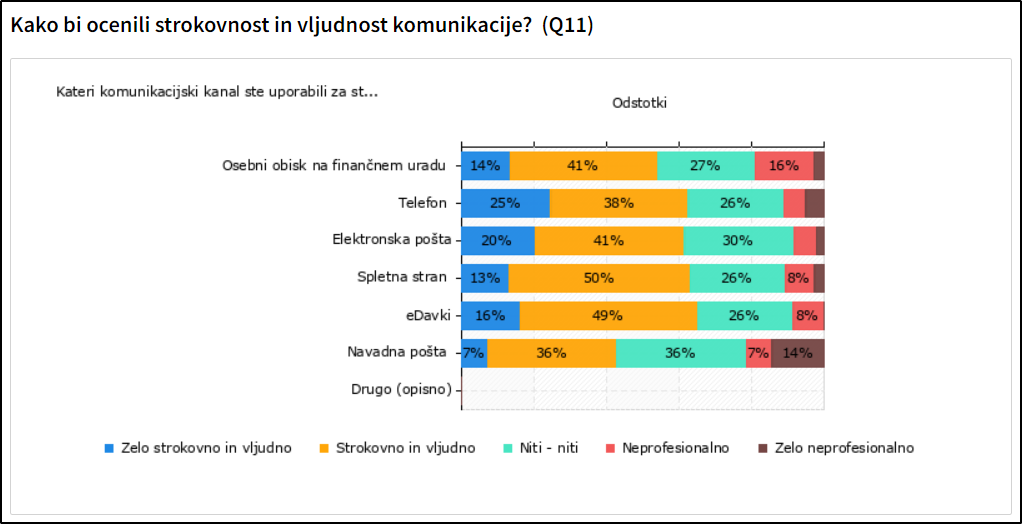 Kako bi ocenili strokovnost in vljudnost komunikacije? (Q11)
Kateri komunikacijski kanal ste uporabili za st...
Odstotki
Osebni obisk na finančnem uradu 14% 41% 27% 16%
Telefon 25% 38% 26%
Elektronska pošta 20% 41% 30%
Spletna stran 13% 50% 26% 8%
eDavki 16% 49% 26% 8%
Navadna pošta 7% 36% 36% 7% 14%
Drugo (opisno)
Zelo strokovno in vljudno Strokovno in vljudno Niti - niti Neprofesionalno Zelo neprofesionalno